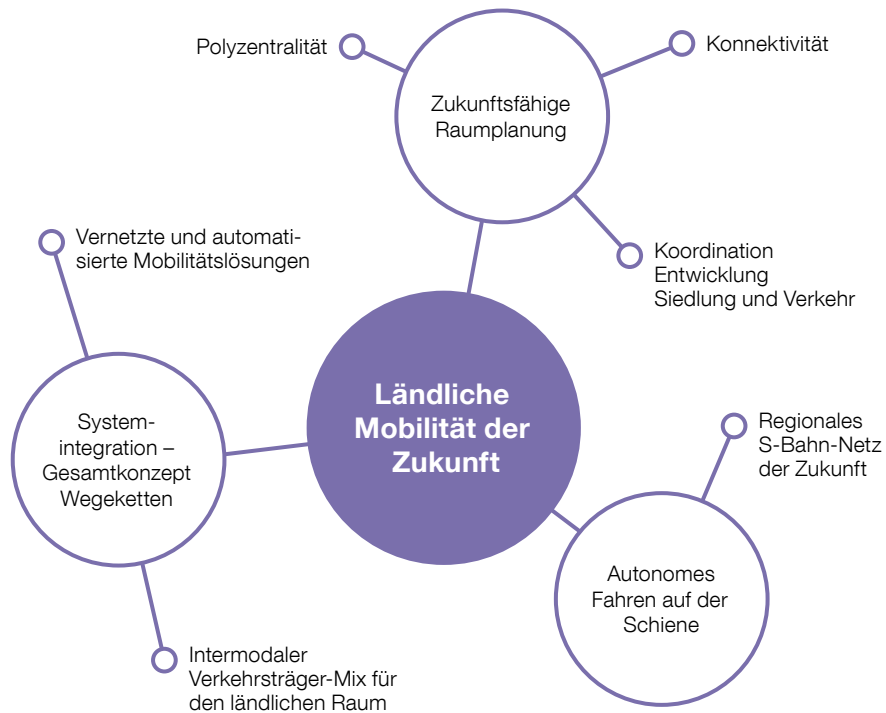 Polyzentralität
Konnektivität
Zukunftsfähige
Raumplanung
Koordination
Entwicklung
Siedlung und Verkehr
Vernetzte und automati-
sierte Mobilitätslösungen
Ländliche
Mobilität der
Zukunft
System-
integration –
Gesamtkonzept
Wegeketten
Regionales
S-Bahn-Netz
der Zukunft
Autonomes
Fahren auf der
Schiene
Intermodaler
Verkehrsträger-Mix für
den ländlichen Raum